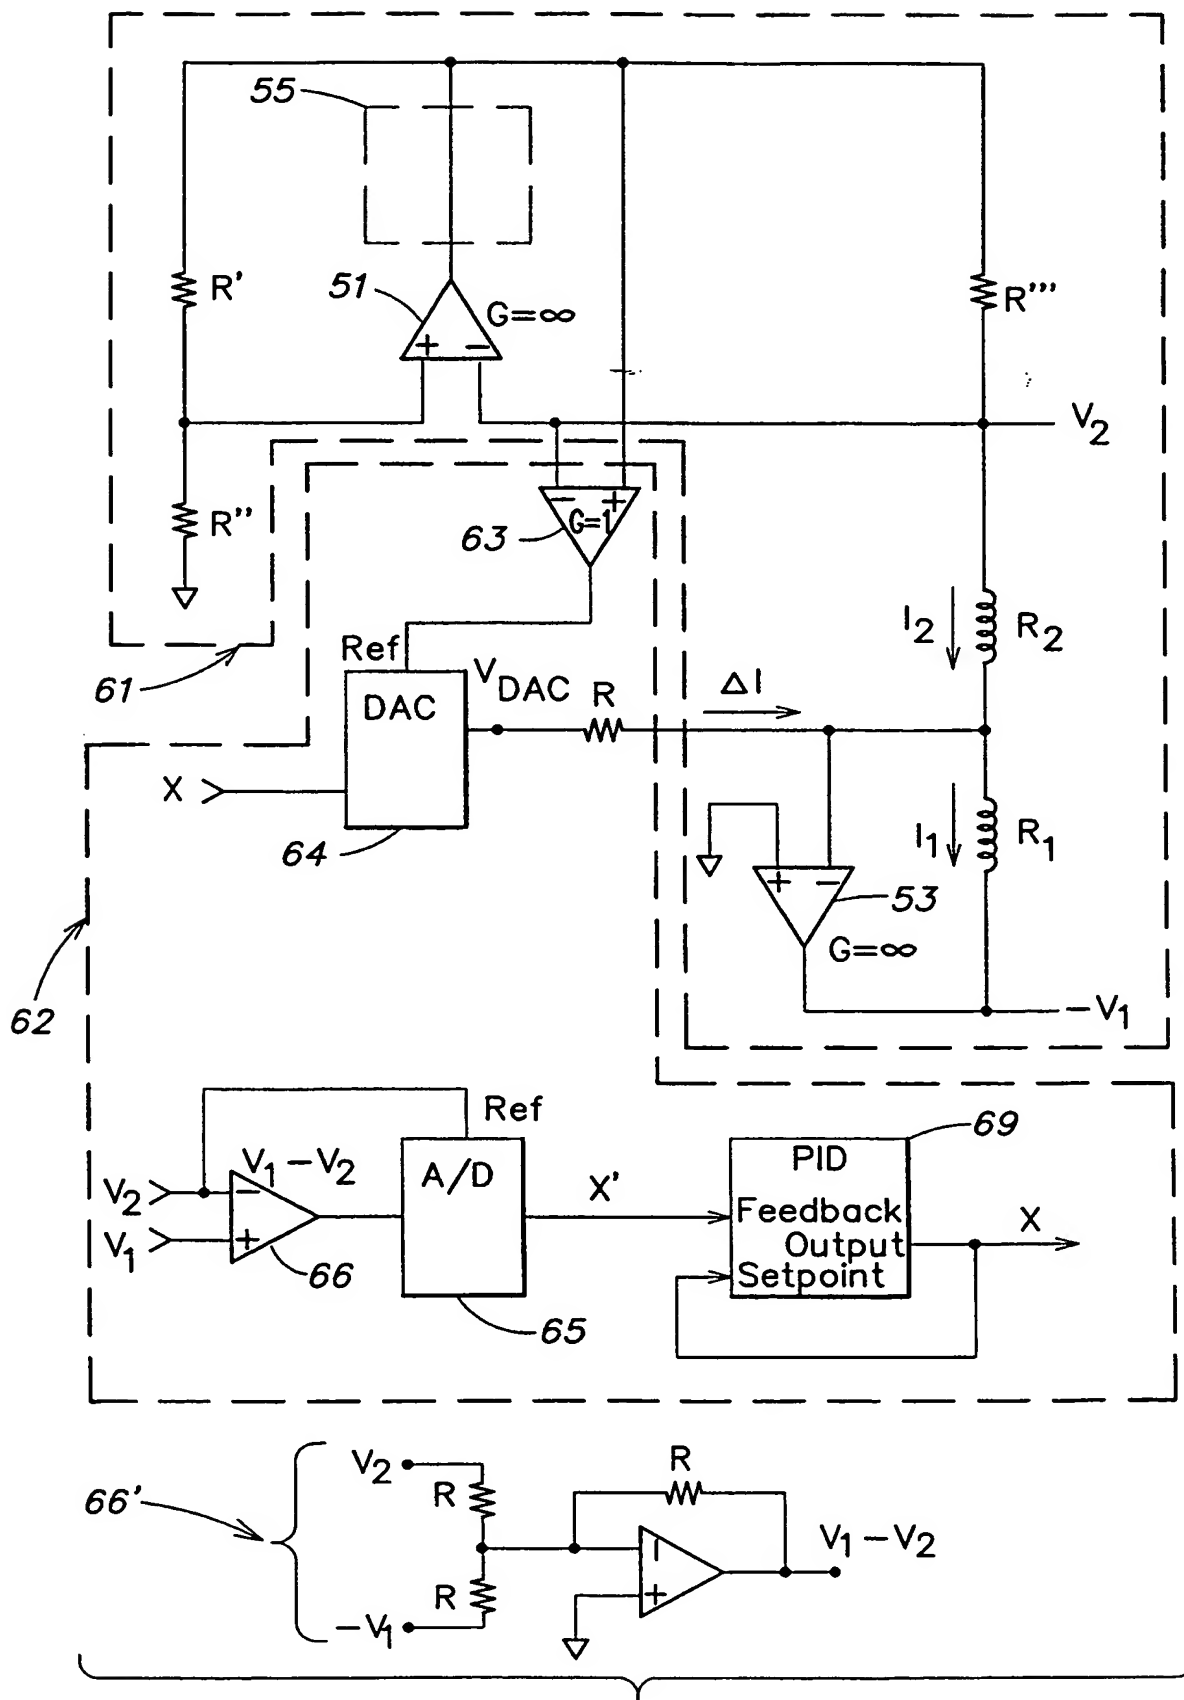 55
R'
51
G=∞
+ −
R'''
V2
R''
− +
G=1
63
I2
R2
61
Ref
VDAC
R
ΔI
DAC
X
64
I1
R1
+ −
53
G=∞
62
−V1
Ref
69
V1−V2
A/D
PID
V2
−
X'
Feedback
X
V1
+
Output
Setpoint
66
65
66'
V2
R
R
V1−V2
−
+
R
−V1